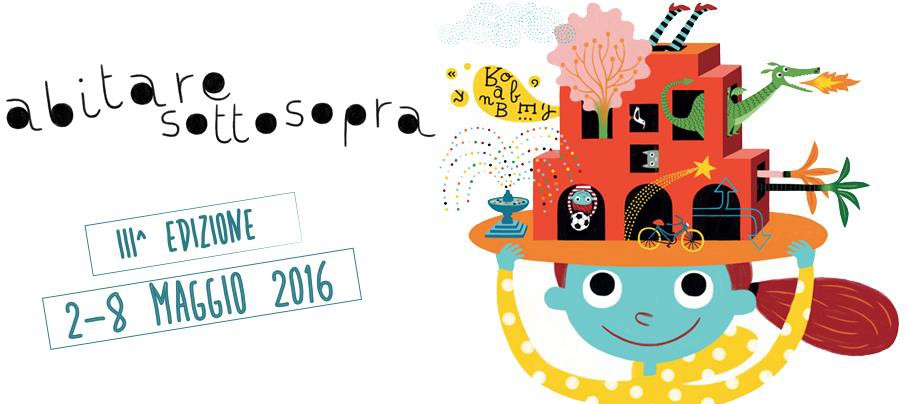 abitare
sottosopra
III^ EDIZIONE
2-8 MAGGIO 2016